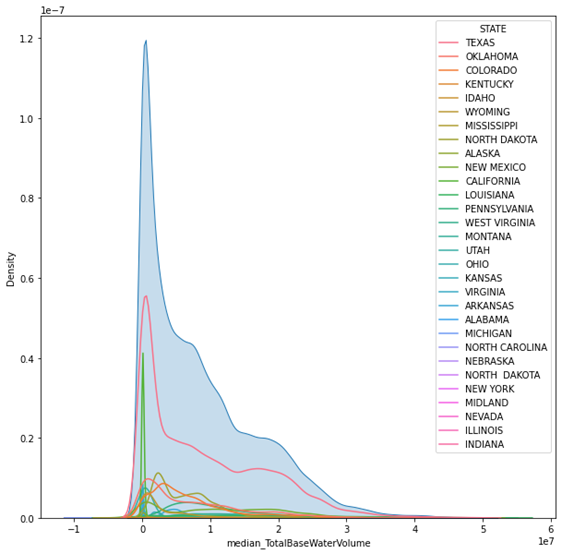 1e−7
1.2
1.0
0.8
0.6
0.4
0.2
0.0
Density
STATE
TEXAS
OKLAHOMA
COLORADO
KENTUCKY
IDAHO
WYOMING
MISSISSIPPI
NORTH DAKOTA
ALASKA
NEW MEXICO
CALIFORNIA
LOUISIANA
PENNSYLVANIA
WEST VIRGINIA
MONTANA
UTAH
OHIO
KANSAS
VIRGINIA
ARKANSAS
ALABAMA
MICHIGAN
NORTH CAROLINA
NEBRASKA
NORTH  DAKOTA
NEW YORK
MIDLAND
NEVADA
ILLINOIS
INDIANA
−1 0 1 2 3 4 5 6
1e7
median_TotalBaseWaterVolume